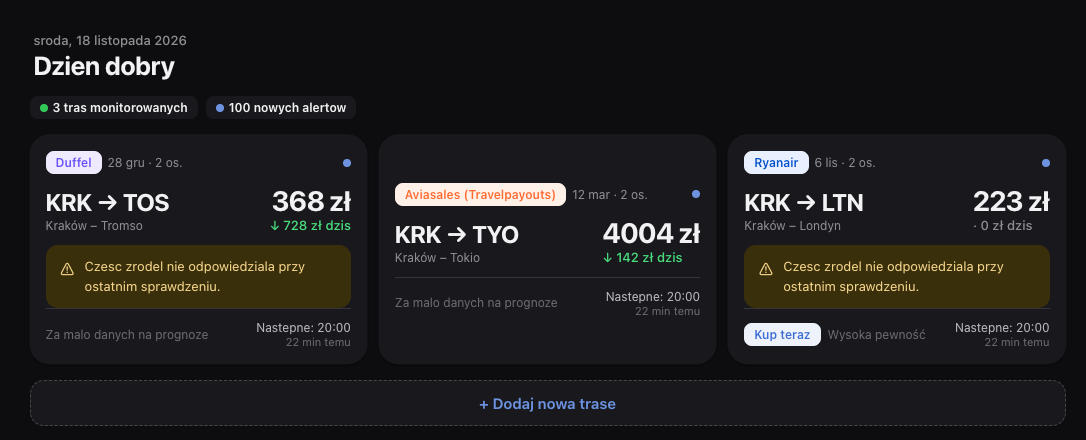 sroda, 18 listopada 2026
Dzien dobry
3 tras monitorowanych
100 nowych alertow
Duffel 28 gru · 2 os.
KRK → TOS 368 zł
Kraków – Tromso ↓ 728 zł dzis
Czesc zrodel nie odpowiedziala przy
ostatnim sprawdzeniu.
Za malo danych na prognoze Nastepne: 20:00
22 min temu
Aviasales (Travelpayouts) 12 mar · 2 os.
KRK → TYO 4004 zł
Kraków – Tokio ↓ 142 zł dzis
Za malo danych na prognoze Nastepne: 20:00
22 min temu
Ryanair 6 lis · 2 os.
KRK → LTN 223 zł
Kraków – Londyn · 0 zł dzis
Czesc zrodel nie odpowiedziala przy
ostatnim sprawdzeniu.
Kup teraz Wysoka pewność Nastepne: 20:00
22 min temu
+ Dodaj nowa trase